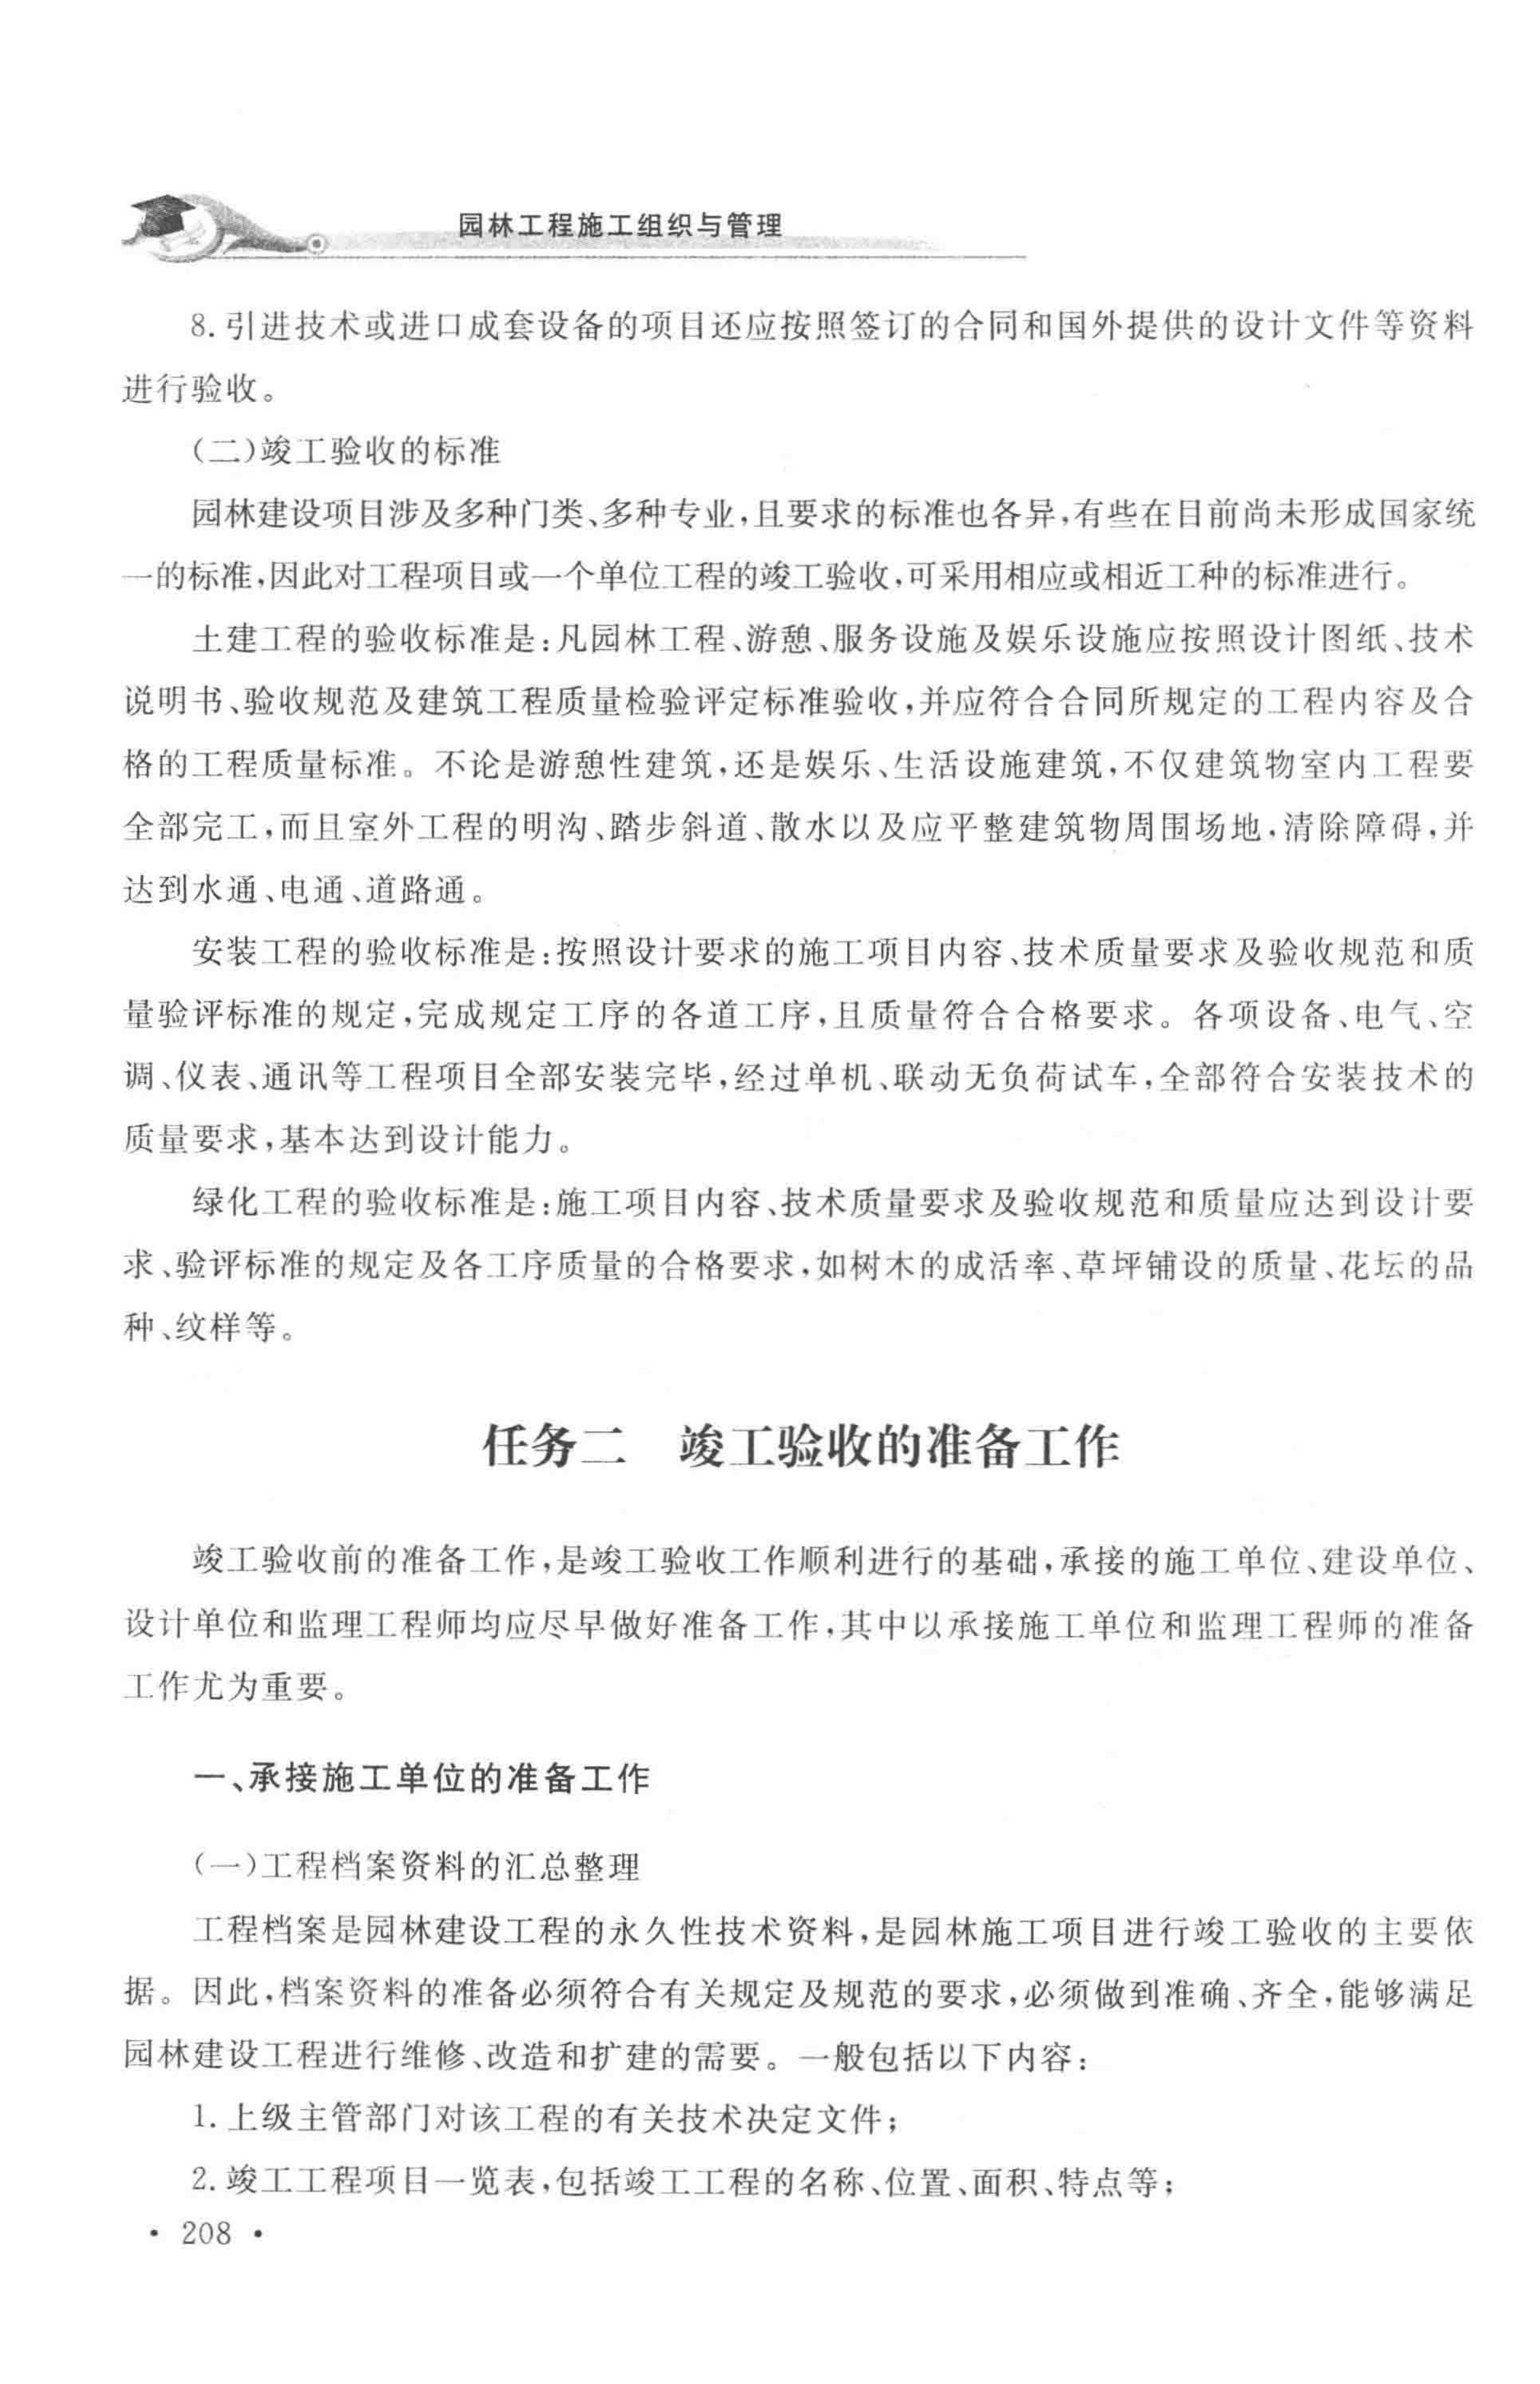 园林工程施工组织与管理
8.引进技术或进口成套设备的项目还应按照签订的合同和国外提供的设计文件等资料
进行验收。
(二)竣工验收的标准
园林建设项目涉及多种门类、多种专业,且要求的标准也各异,有些在目前尚未形成国家统
一的标准,因此对工程项目或一个单位工程的竣工验收,可采用相应或相近工种的标准进行。
土建工程的验收标准是:凡园林工程、游憩、服务设施及娱乐设施应按照设计图纸、技术
说明书、验收规范及建筑工程质量检验评定标准验收,并应符合合同所规定的工程内容及合
格的工程质量标准。不论是游憩性建筑,还是娱乐、生活设施建筑,不仅建筑物室内工程要
全部完工,而且室外工程的明沟、踏步斜道、散水以及应平整建筑物周围场地,清除障碍,并
达到水通、电通、道路通。
安装工程的验收标准是:按照设计要求的施工项目内容、技术质量要求及验收规范和质
量验评标准的规定,完成规定工序的各道工序,且质量符合合格要求。各项设备、电气、空
调、仪表、通讯等工程项目全部安装完毕,经过单机、联动无负荷试车,全部符合安装技术的
质量要求,基本达到设计能力。
绿化工程的验收标准是:施工项目内容、技术质量要求及验收规范和质量应达到设计要
求、验评标准的规定及各工序质量的合格要求,如树木的成活率、草坪铺设的质量、花坛的品
种、纹样等。
任务二 竣工验收的准备工作
竣工验收前的准备工作,是竣工验收工作顺利进行的基础,承接的施工单位、建设单位、
设计单位和监理工程师均应尽早做好准备工作,其中以承接施工单位和监理工程师的准备
工作尤为重要。
一、承接施工单位的准备工作
(一)工程档案资料的汇总整理
工程档案是园林建设工程的永久性技术资料,是园林施工项目进行竣工验收的主要依
据。因此,档案资料的准备必须符合有关规定及规范的要求,必须做到准确、齐全,能够满足
园林建设工程进行维修、改造和扩建的需要。一般包括以下内容:
1.上级主管部门对该工程的有关技术决定文件;
2.竣工工程项目一览表,包括竣工工程的名称、位置、面积、特点等;
• 208 •